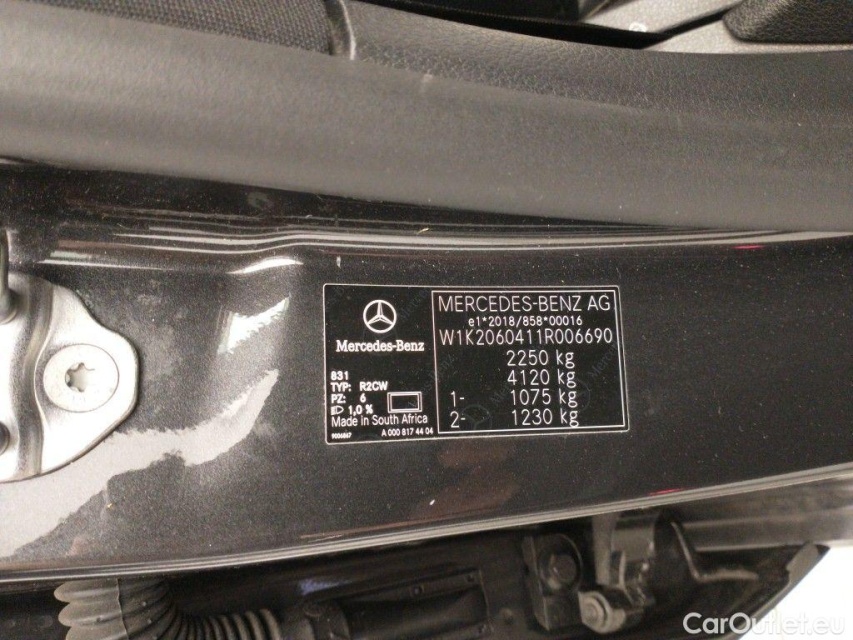 Mercedes-Benz
831
TYP: R2CW
PZ: 6
1,0 %
Made in South Africa
9006867 A 000 817 44 04
MERCEDES-BENZ AG
e1*2018/858*00016
W1K2060411R006690
2250 kg
4120 kg
1- 1075 kg
2- 1230 kg
CarOutlet.eu